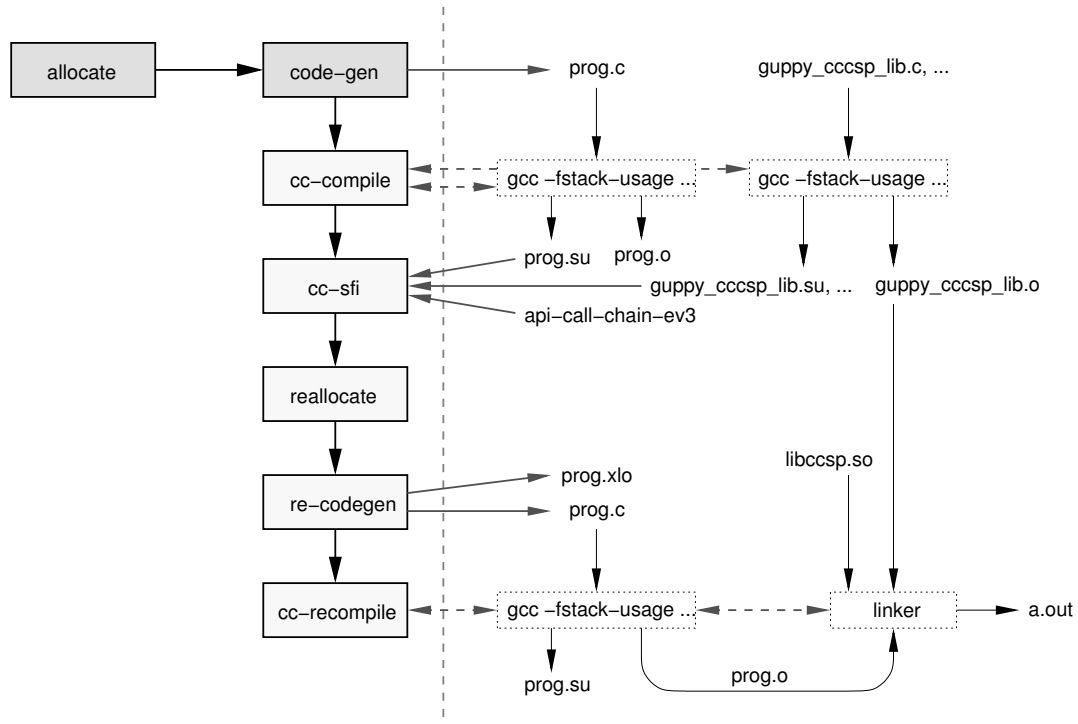 allocate
code−gen
prog.c
guppy_cccsp_lib.c, ...
cc−compile
gcc −fstack−usage ...
gcc −fstack−usage ...
prog.su
prog.o
cc−sfi
guppy_cccsp_lib.su, ...
guppy_cccsp_lib.o
api−call−chain−ev3
reallocate
libccsp.so
prog.xlo
re−codegen
prog.c
cc−recompile
gcc −fstack−usage ...
linker
a.out
prog.su
prog.o